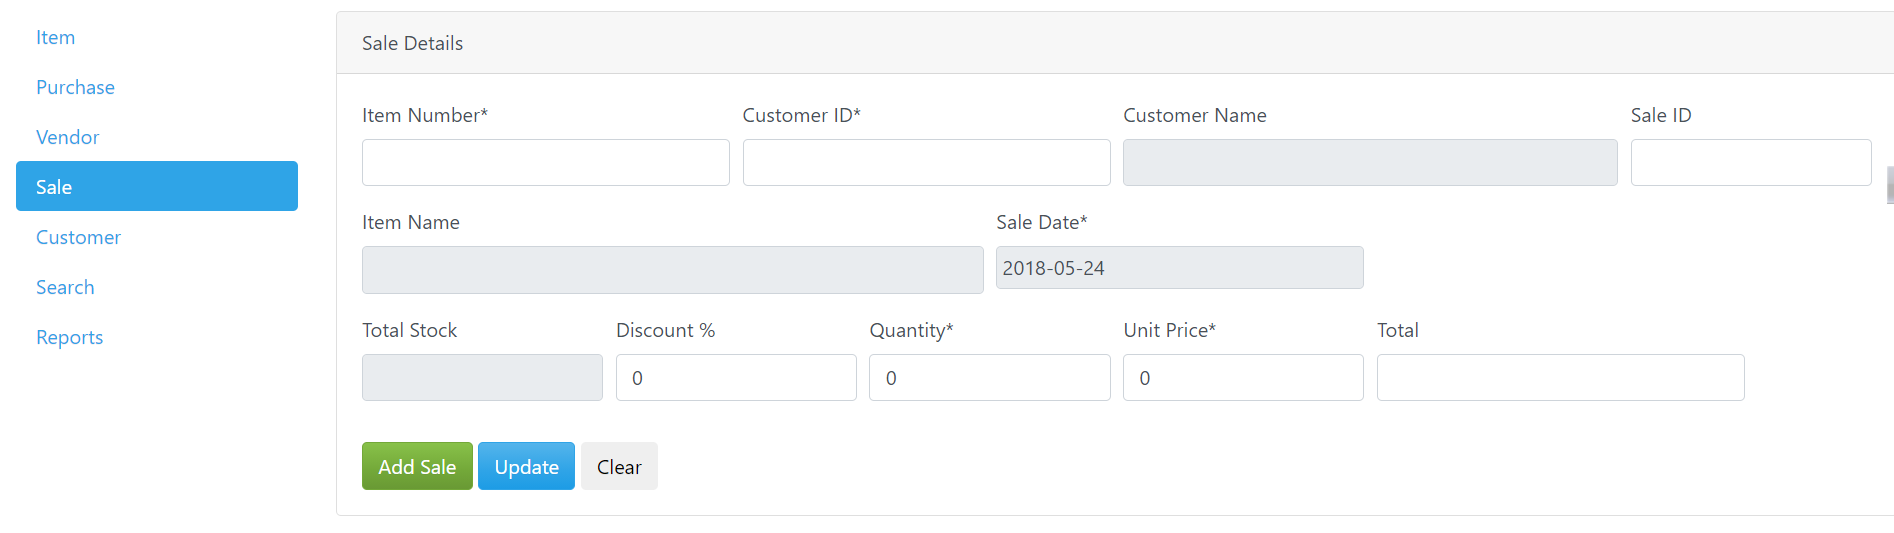 Item
Purchase
Vendor
Sale
Customer
Search
Reports
Sale Details
Item Number* Customer ID* Customer Name Sale ID
Item Name Sale Date*
2018-05-24
Total Stock Discount % Quantity* Unit Price* Total
0 0 0
Add Sale Update Clear